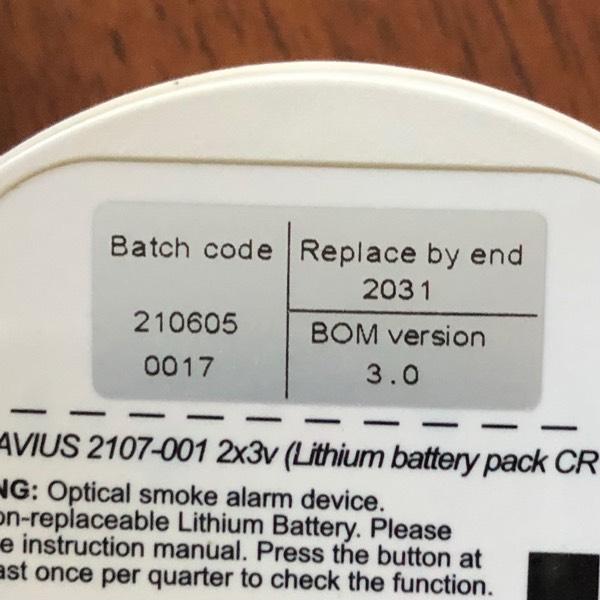 Batch code
210605
0017
Replace by end
2031
BOM version
3.0
AVIUS 2107-001 2x3v (Lithium battery pack CR
NG: Optical smoke alarm device.
on-replaceable Lithium Battery. Please
e instruction manual. Press the button at
ast once per quarter to check the function.